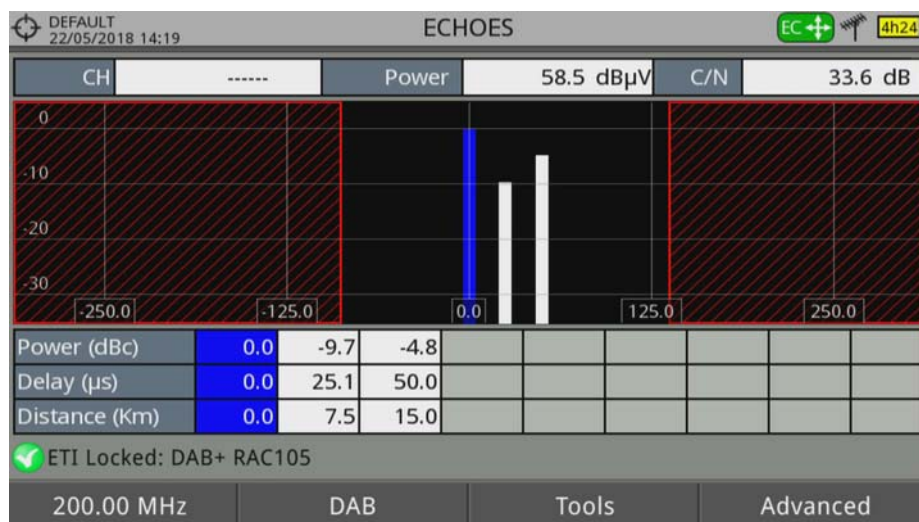 DEFAULT
22/05/2018 14:19
ECHOES
EC
4h24
CH ------ Power 58.5 dBµV C/N 33.6 dB
0
-10
-20
-30
-250.0 -125.0 0.0 125.0 250.0
Power (dBc) 0.0 -9.7 -4.8
Delay (µs) 0.0 25.1 50.0
Distance (Km) 0.0 7.5 15.0
ETI Locked: DAB+ RAC105
200.00 MHz DAB Tools Advanced